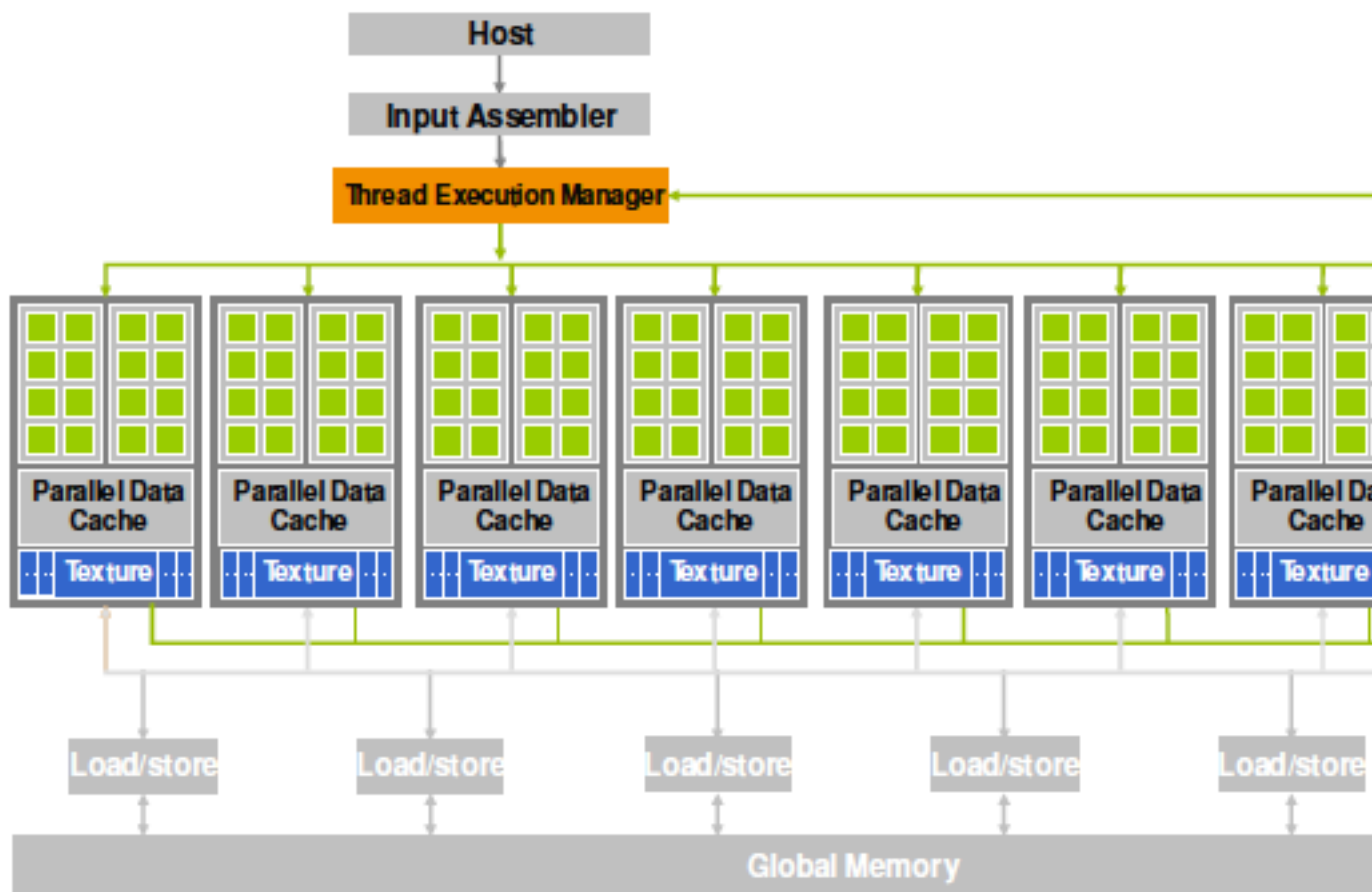 Host
Input Assembler
Thread Execution Manager
Parallel Data
Cache
Texture
Parallel Data
Cache
Texture
Parallel Data
Cache
Texture
Parallel Data
Cache
Texture
Parallel Data
Cache
Texture
Parallel Data
Cache
Texture
Parallel Da
Cache
Texture
Load/store
Load/store
Load/store
Load/store
Load/store
Global Memory